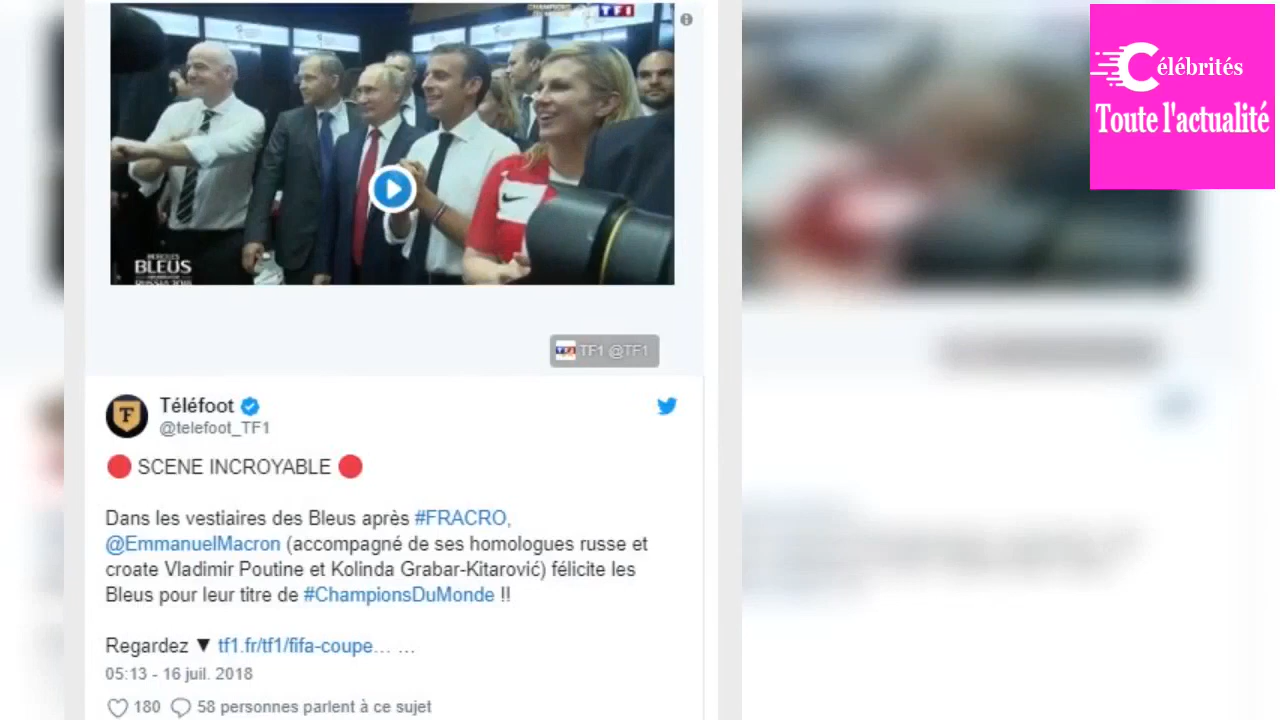 TF1
BLEUS
RUSSIA 2018
Célébrités
Toute l'actualité
TF1 @TF1
Téléfoot
@telefoot_TF1
SCENE INCROYABLE
Dans les vestiaires des Bleus après #FRACRO,
@EmmanuelMacron (accompagné de ses homologues russe et
croate Vladimir Poutine et Kolinda Grabar-Kitarović) félicite les
Bleus pour leur titre de #ChampionsDuMonde !!
Regardez ▼ tf1.fr/tf1/fifa-coupe… …
05:13 - 16 juil. 2018
180 58 personnes parlent à ce sujet